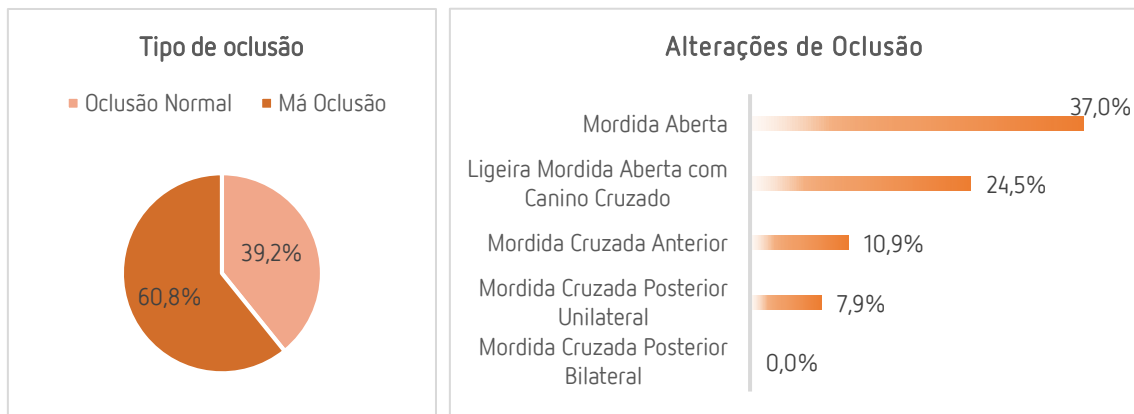 Tipo de oclusão
Oclusão Normal
Má Oclusão
39,2%
60,8%
Alterações de Oclusão
Mordida Aberta
37,0%
Ligeira Mordida Aberta com
Canino Cruzado
24,5%
Mordida Cruzada Anterior
10,9%
Mordida Cruzada Posterior
Unilateral
7,9%
Mordida Cruzada Posterior
Bilateral
0,0%